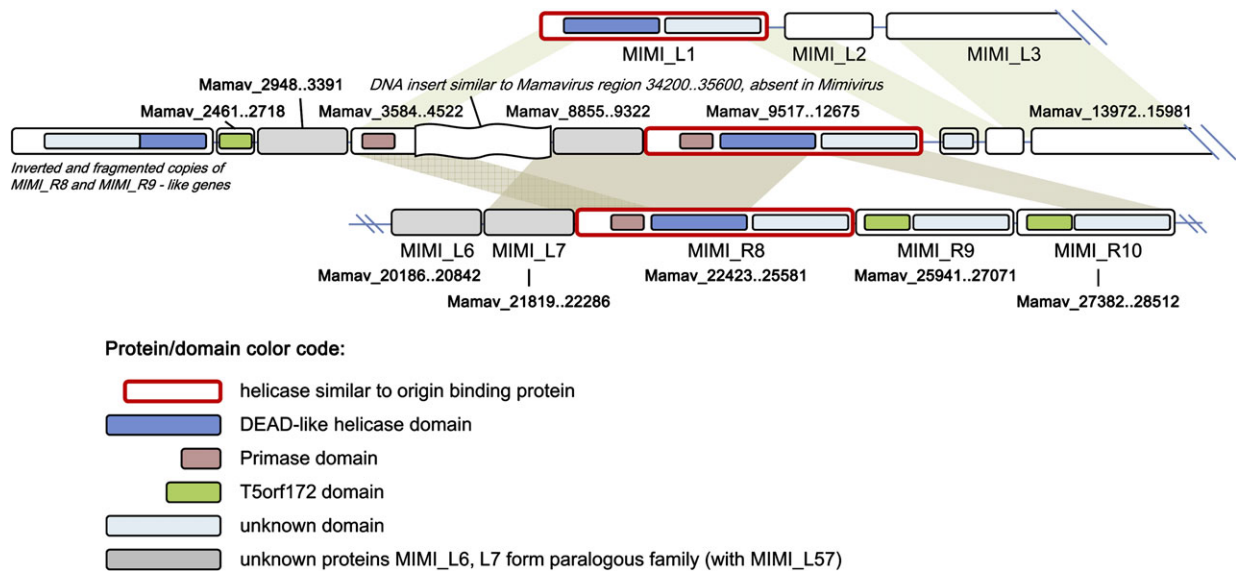 MIMI_L1
MIMI_L2
MIMI_L3
Mamav_2948..3391
DNA insert similar to Mamavirus region 34200..35600, absent in Mimivirus
Mamav_2461..2718
Mamav_3584..4522
Mamav_8855..9322
Mamav_9517..12675
Mamav_13972..15981
Inverted and fragmented copies of
MIMI_R8 and MIMI_R9 - like genes
MIMI_L6
MIMI_L7
MIMI_R8
MIMI_R9
MIMI_R10
Mamav_20186..20842
Mamav_22423..25581
Mamav_25941..27071
Mamav_21819..22286
Mamav_27382..28512
Protein/domain color code:
helicase similar to origin binding protein
DEAD-like helicase domain
Primase domain
T5orf172 domain
unknown domain
unknown proteins MIMI_L6, L7 form paralogous family (with MIMI_L57)